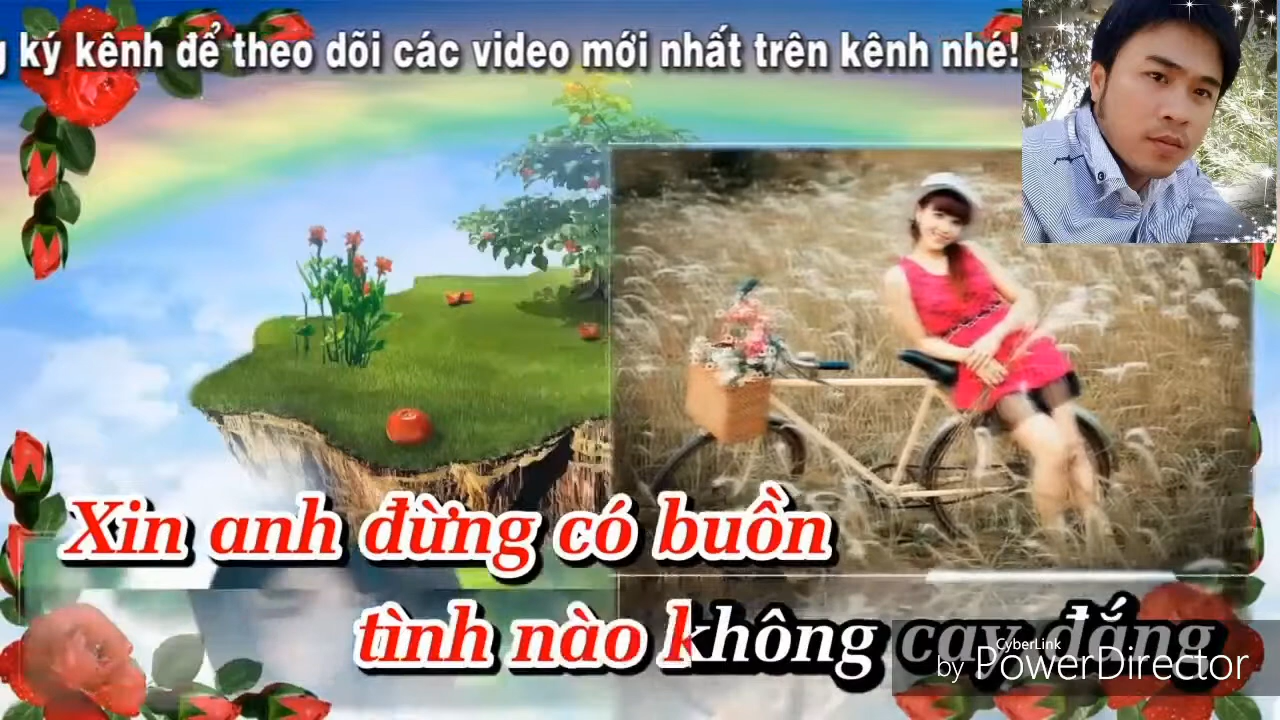 ký kênh để theo dõi các video mới nhất trên kênh nhé!
Xin anh đừng có buồn
tình nào không cay đắng
CyberLink
by PowerDirector